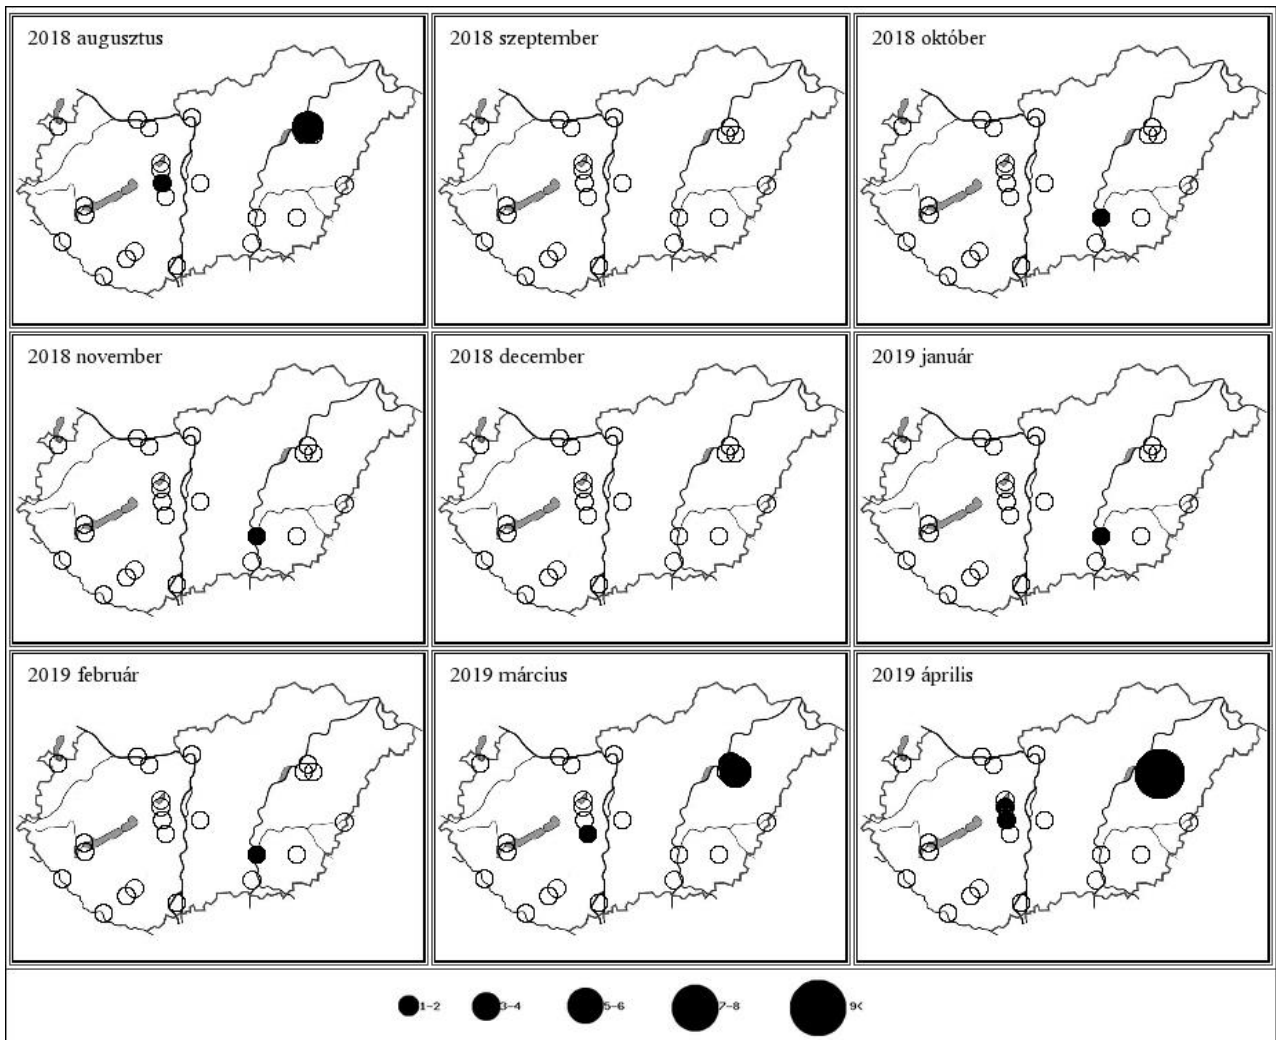 2018 augusztus
2018 szeptember
2018 október
2018 november
2018 december
2019 január
2019 február
2019 március
2019 április
1-2 3-4 5-6 7-8 9<